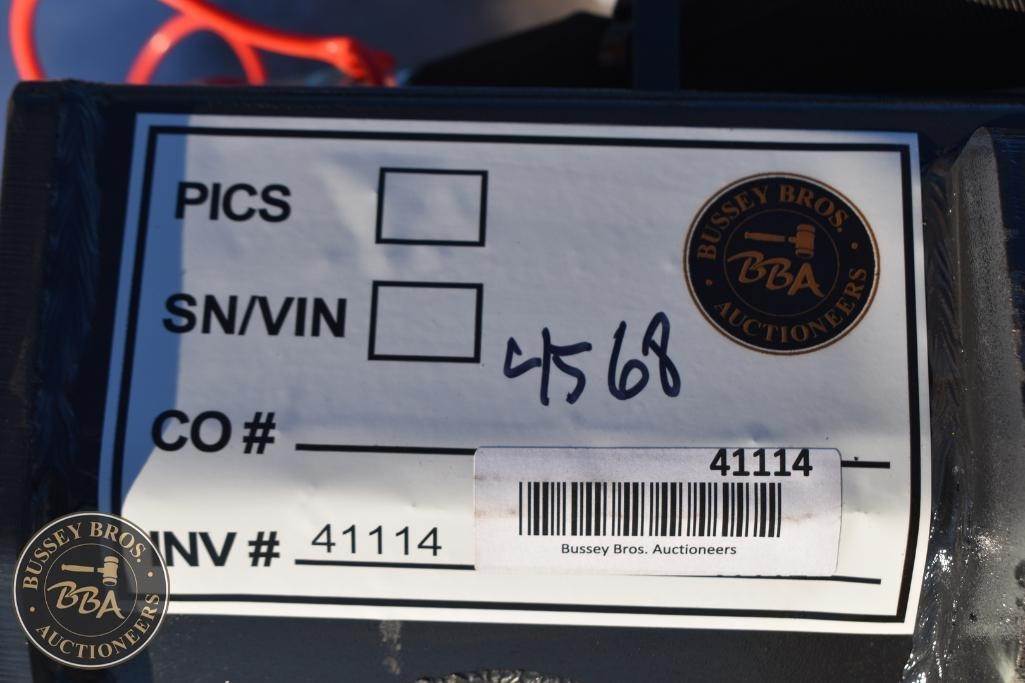 PICS
BUSSEY BROS.
BBA
AUCTIONEERS
SN/VIN
4568
CO #
41114
Bussey Bros. Auctioneers
INV # 41114
BUSSEY BROS.
BBA
AUCTIONEERS